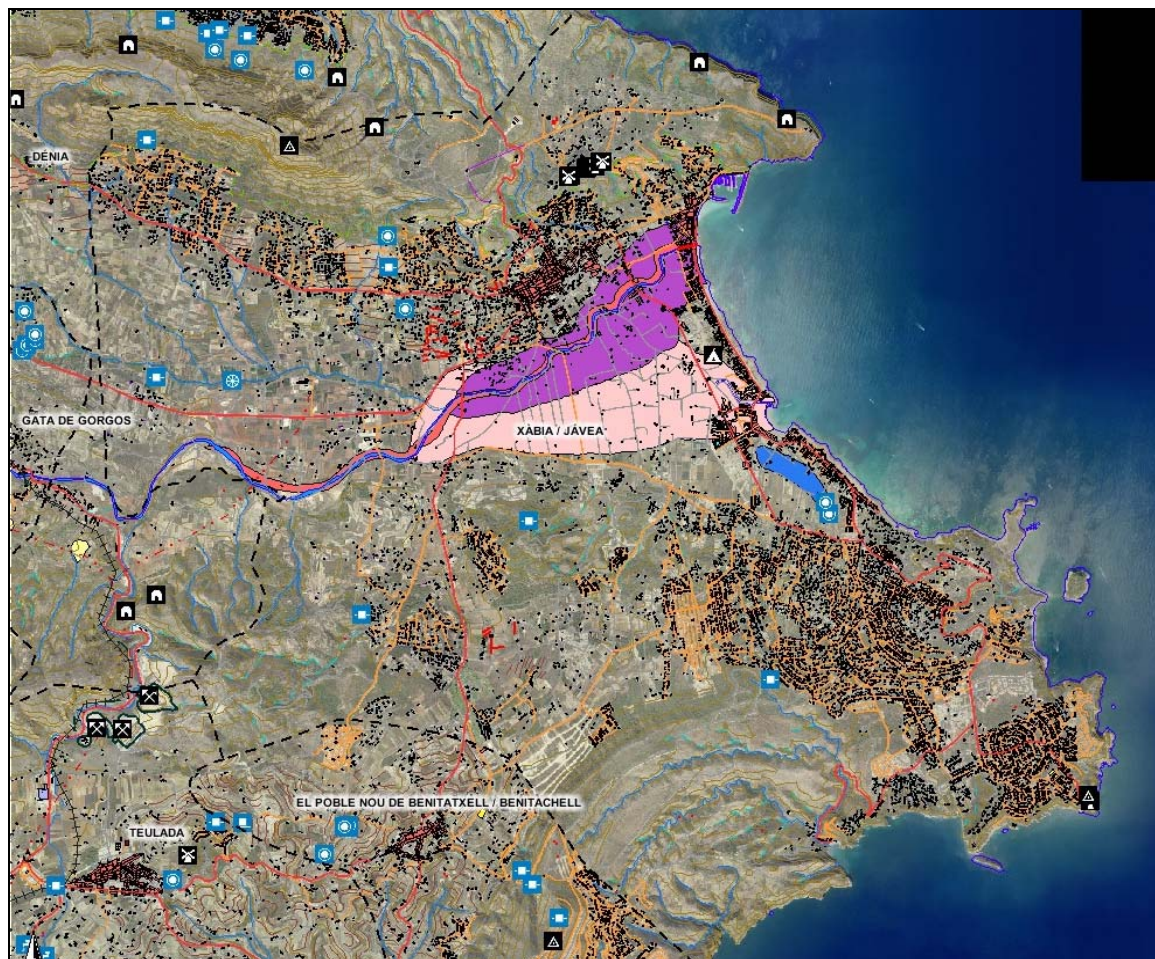 DÉNIA
GATA DE GORGOS
XÀBIA / JÁVEA
EL POBLE NOU DE BENITATXELL / BENITACHELL
TEULADA